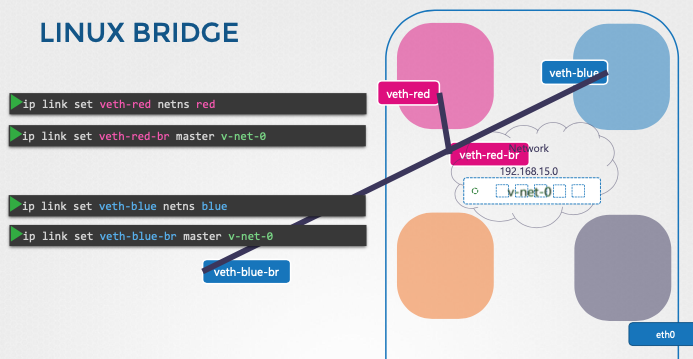 LINUX BRIDGE
veth-blue
veth-red
ip link set veth-red netns red
ip link set veth-red-br master v-net-0
Network
veth-red-br
192.168.15.0
v-net-0
ip link set veth-blue netns blue
ip link set veth-blue-br master v-net-0
veth-blue-br
eth0